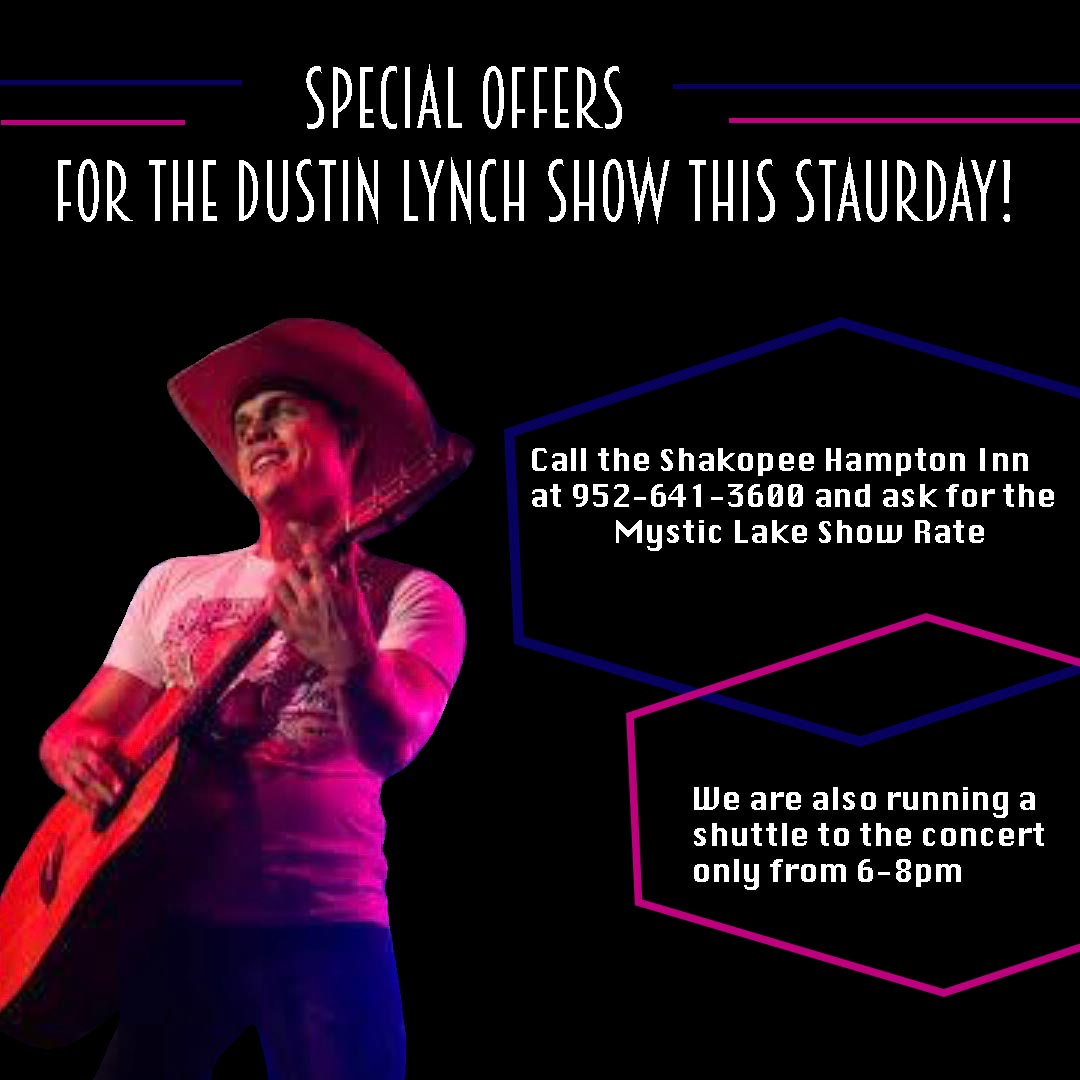 SPECIAL OFFERS
FOR THE DUSTIN LYNCH SHOW THIS STAURDAY!
Call the Shakopee Hampton Inn
at 952-641-3600 and ask for the
Mystic Lake Show Rate
We are also running a
shuttle to the concert
only from 6-8pm